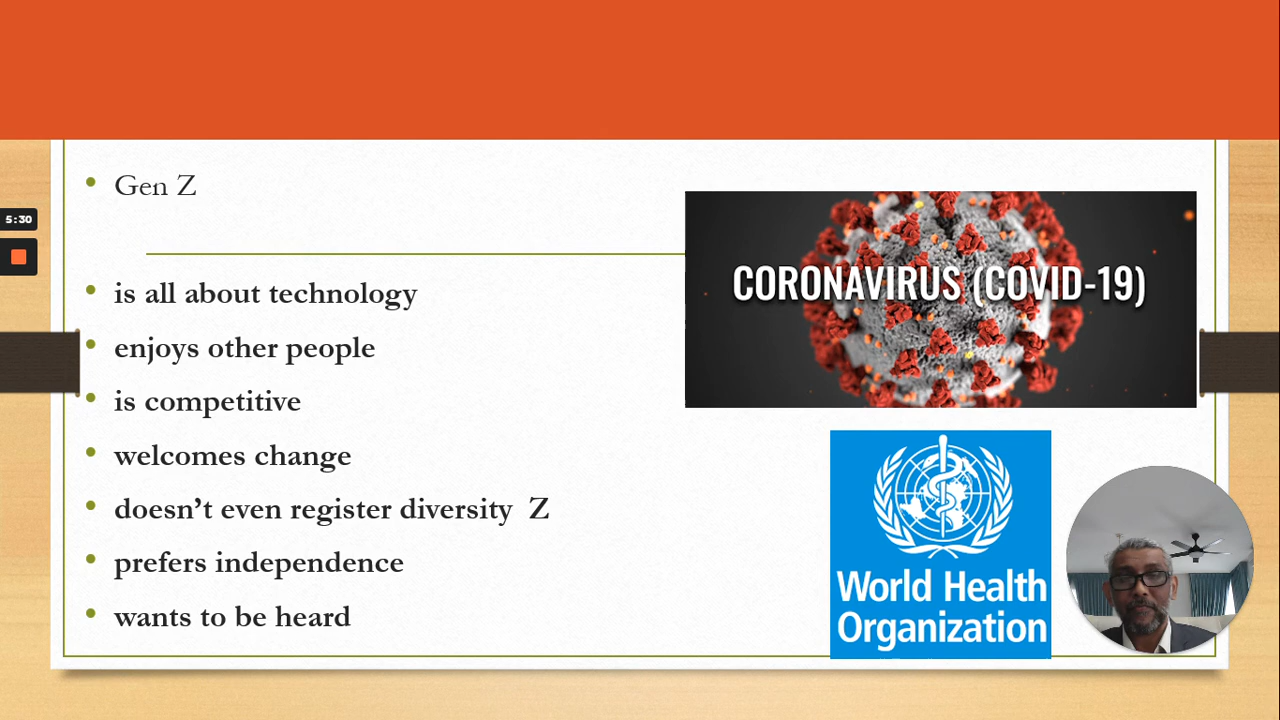 Gen Z
5:30
is all about technology
enjoys other people
is competitive
welcomes change
doesn’t even register diversity  Z
prefers independence
wants to be heard
CORONAVIRUS (COVID-19)
World Health
Organization